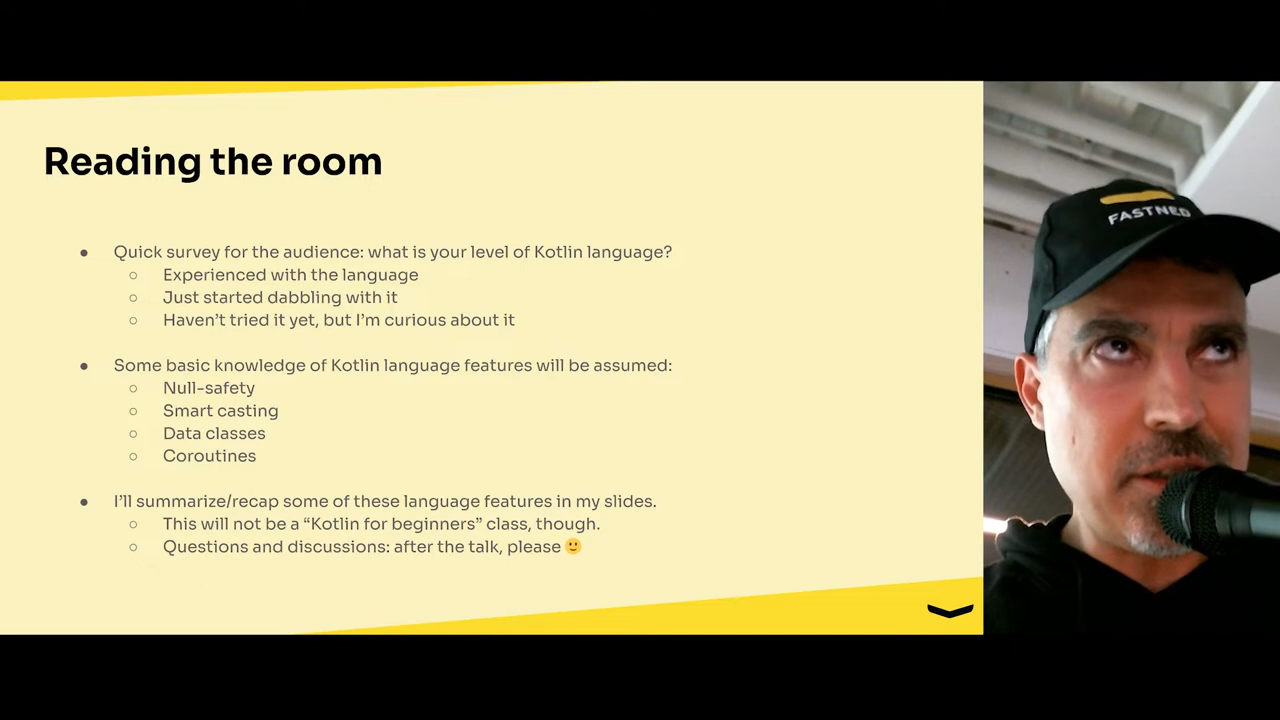 Reading the room
● Quick survey for the audience: what is your level of Kotlin language?
○ Experienced with the language
○ Just started dabbling with it
○ Haven’t tried it yet, but I’m curious about it
● Some basic knowledge of Kotlin language features will be assumed:
○ Null-safety
○ Smart casting
○ Data classes
○ Coroutines
● I’ll summarize/recap some of these language features in my slides.
○ This will not be a “Kotlin for beginners” class, though.
○ Questions and discussions: after the talk, please 🙂
FASTNED